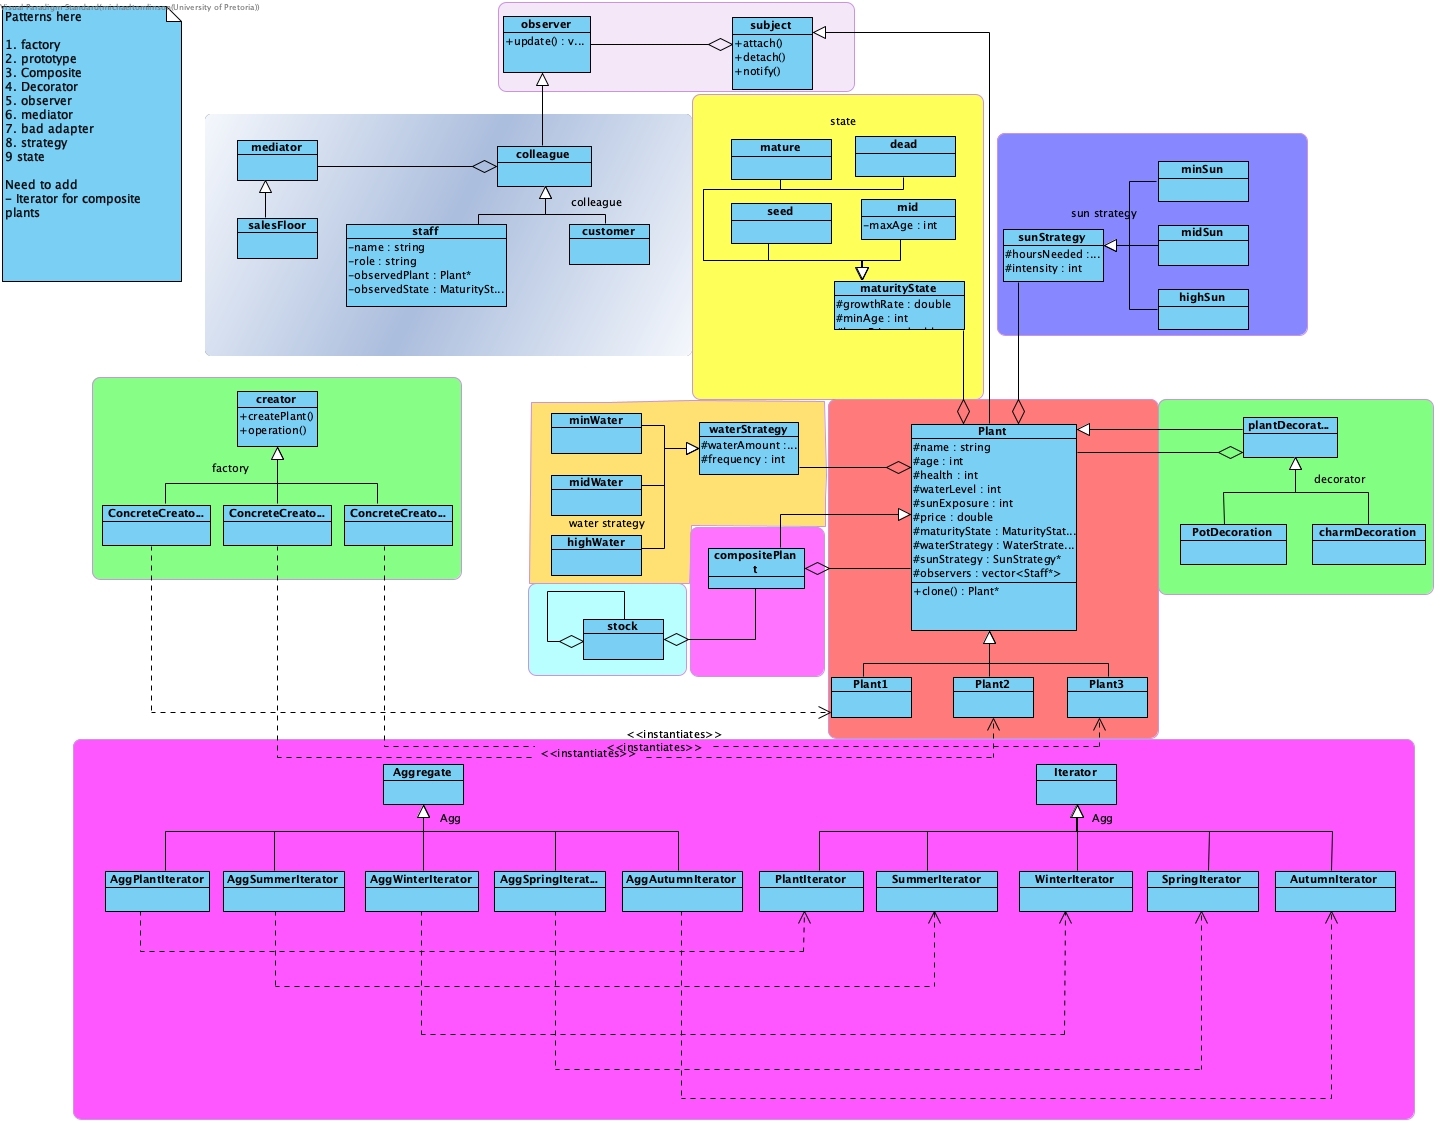 Visual Paradigm Standard(michaeltomlinson(University of Pretoria))
Patterns here
1. factory
2. prototype
3. Composite
4. Decorator
5. observer
6. mediator
7. bad adapter
8. strategy
9 state
Need to add
- Iterator for composite
plants
observer
+update() : v...
subject
+attach()
+detach()
+notify()
mediator
salesFloor
colleague
colleague
staff
-name : string
-role : string
-observedPlant : Plant*
-observedState : MaturitySt...
customer
state
mature
dead
seed
mid
-maxAge : int
maturityState
#growthRate : double
#minAge : int
sun strategy
minSun
midSun
highSun
sunStrategy
#hoursNeeded :...
#intensity : int
creator
+createPlant()
+operation()
factory
ConcreteCreato...
ConcreteCreato...
ConcreteCreato...
minWater
midWater
water strategy
highWater
waterStrategy
#waterAmount :...
#frequency : int
compositePlan
t
stock
Plant
#name : string
#age : int
#health : int
#waterLevel : int
#sunExposure : int
#price : double
#maturityState : MaturityStat...
#waterStrategy : WaterStrate...
#sunStrategy : SunStrategy*
#observers : vector<Staff*>
+clone() : Plant*
Plant1
Plant2
Plant3
plantDecorat...
decorator
PotDecoration
charmDecoration
<<instantiates>>
<<instantiates>>
<<instantiates>>
Aggregate
Agg
AggPlantIterator
AggSummerIterator
AggWinterIterator
AggSpringIterat...
AggAutumnIterator
Iterator
Agg
PlantIterator
SummerIterator
WinterIterator
SpringIterator
AutumnIterator